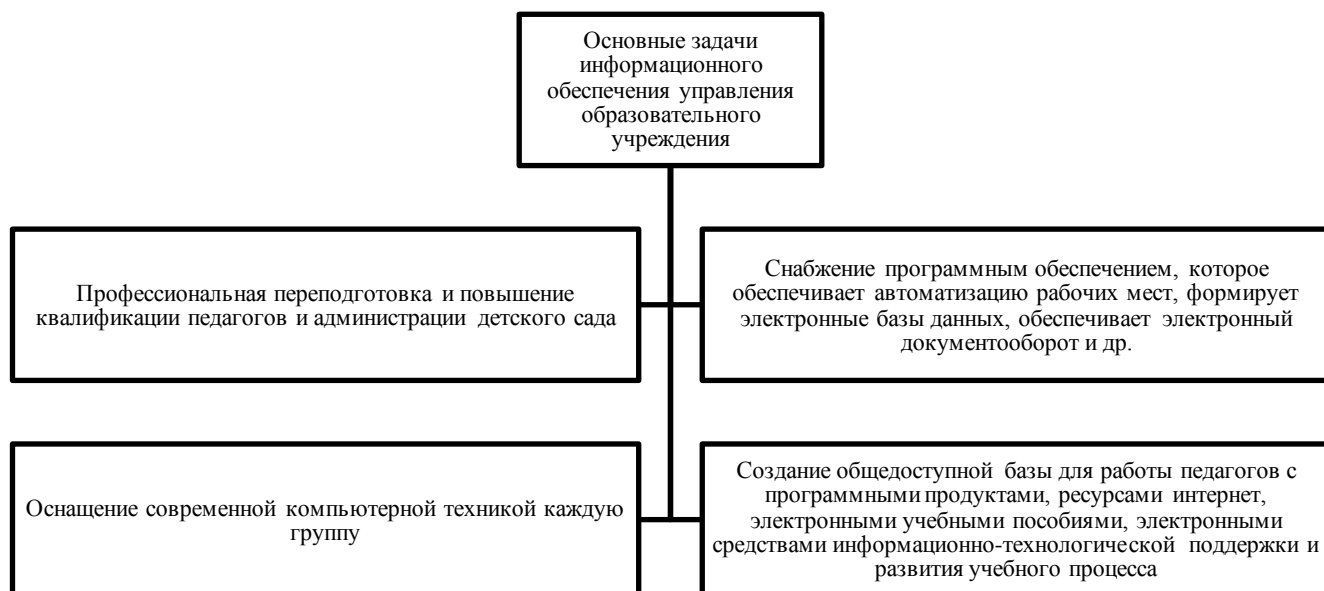 Основные задачи
информационного
обеспечения управления
образовательного
учреждения
Профессиональная переподготовка и повышение
квалификации педагогов и администрации детского сада
Снабжение программным обеспечением, которое
обеспечивает автоматизацию рабочих мест, формирует
электронные базы данных, обеспечивает электронный
документооборот и др.
Оснащение современной компьютерной техникой каждую
группу
Создание общедоступной базы для работы педагогов с
программными продуктами, ресурсами интернет,
электронными учебными пособиями, электронными
средствами информационно-технологической поддержки и
развития учебного процесса